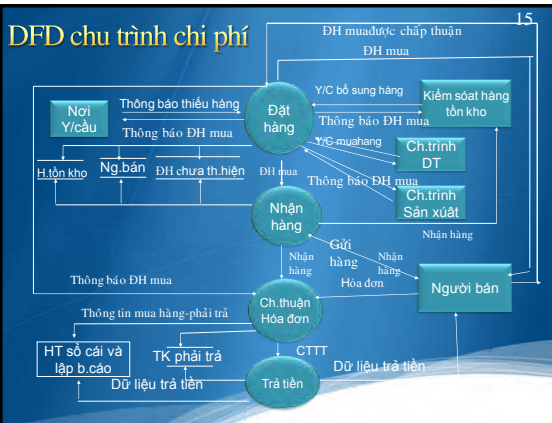 15
DFD chu trình chi phí
ĐH muađược chấp thuận
ĐH mua
Nơi
Y/cầu
Thông báo thiếu hàng
Thông báo ĐH mua
Đặt
hàng
Y/C bổ sung hàng
Thông báo ĐH mua
Kiểm sóat hàng
tồn kho
Y/C muahang
Ch.trình
DT
Thông báo ĐH mua
Ch.trình
Sản xuất
H.tồn kho
Ng.bán
ĐH chưa th.hiện
ĐH mua
Nhận
hàng
Nhận hàng
Gửi
hàng
Nhận
hàng
Nhận
hàng
Hóa đơn
Người bán
Thông báo ĐH mua
Ch.thuận
Hóa đơn
Thông tin mua hàng-phải trả
HT sổ cái và
lập b.cáo
TK phải trả
CTTT
Dữ liệu trả tiền
Dữ liệu trả tiền
Trả tiền